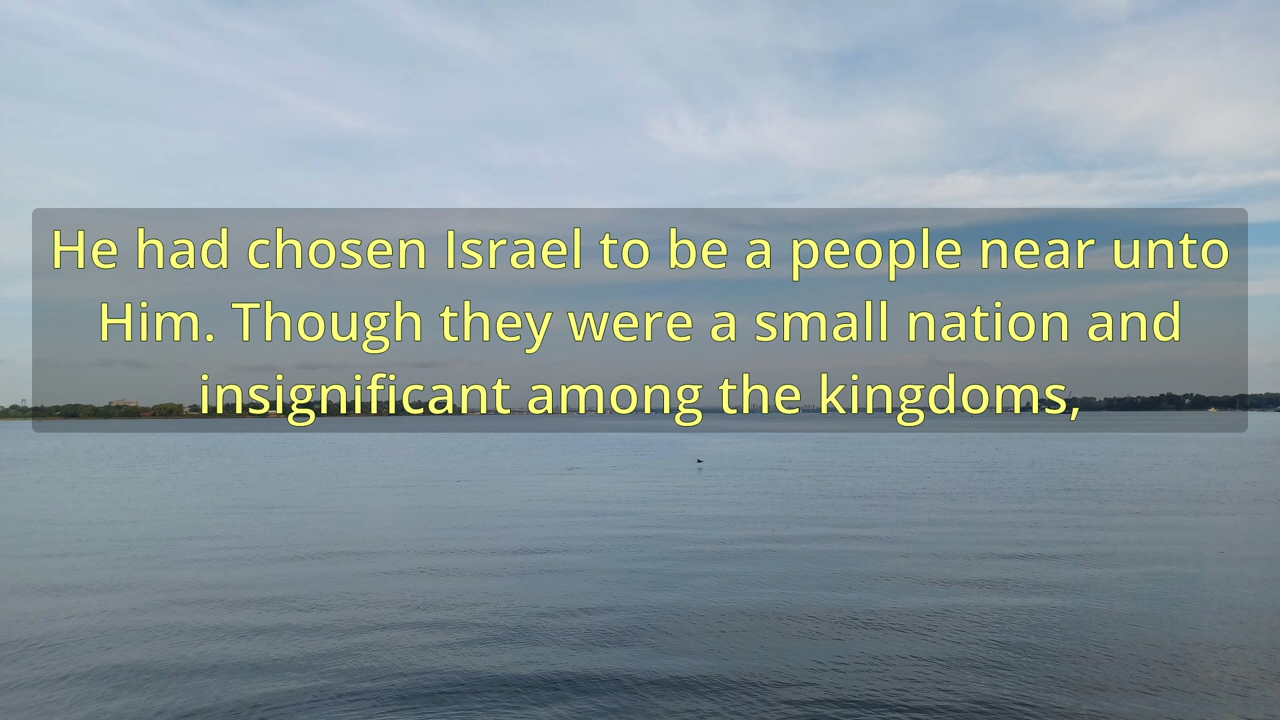 He had chosen Israel to be a people near unto
Him. Though they were a small nation and
insignificant among the kingdoms,